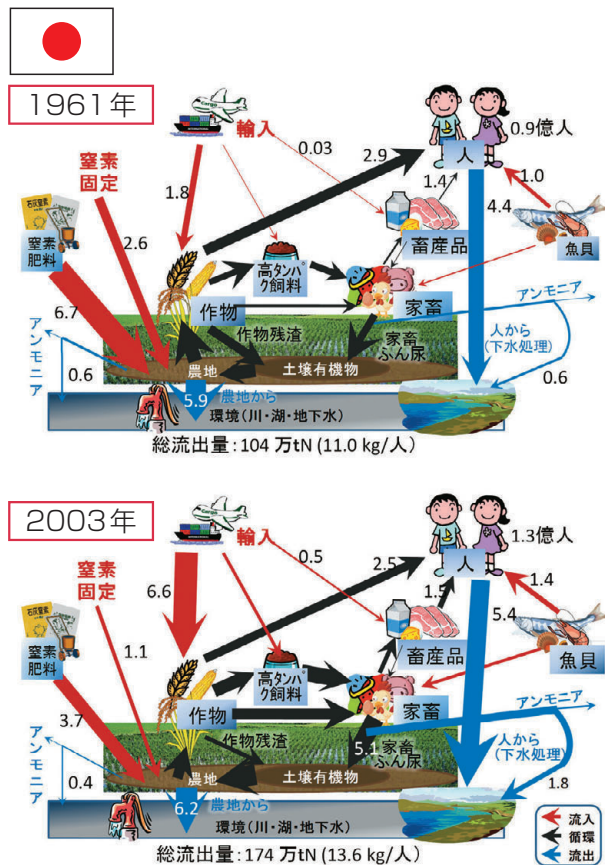 1961年
輸入
0.9億人
0.03
2.9
人
1.0
1.4
窒素
固定
1.8
4.4
石灰窒素
畜産品
魚貝
窒素
肥料
2.6
高タンパ
ク飼料
6.7
作物
家畜
アンモニア
アンモニア
作物残渣
家畜
ふん尿
人から
(下水処理)
0.6
農地
土壌有機物
0.6
5.9
農地から
環境(川・湖・地下水)
総流出量:104 万tN (11.0 kg/人)
2003年
輸入
1.3億人
0.5
2.5
人
窒素
固定
6.6
1.5
1.4
石灰窒素
5.4
畜産品
魚貝
窒素
肥料
1.1
高タンパ
ク飼料
作物
家畜
アンモニア
3.7
アンモニア
作物残渣
5.1
家畜
ふん尿
人から
(下水処理)
0.4
農地
土壌有機物
1.8
6.2
農地から
環境(川・湖・地下水)
流入
循環
流出
総流出量:174 万tN (13.6 kg/人)